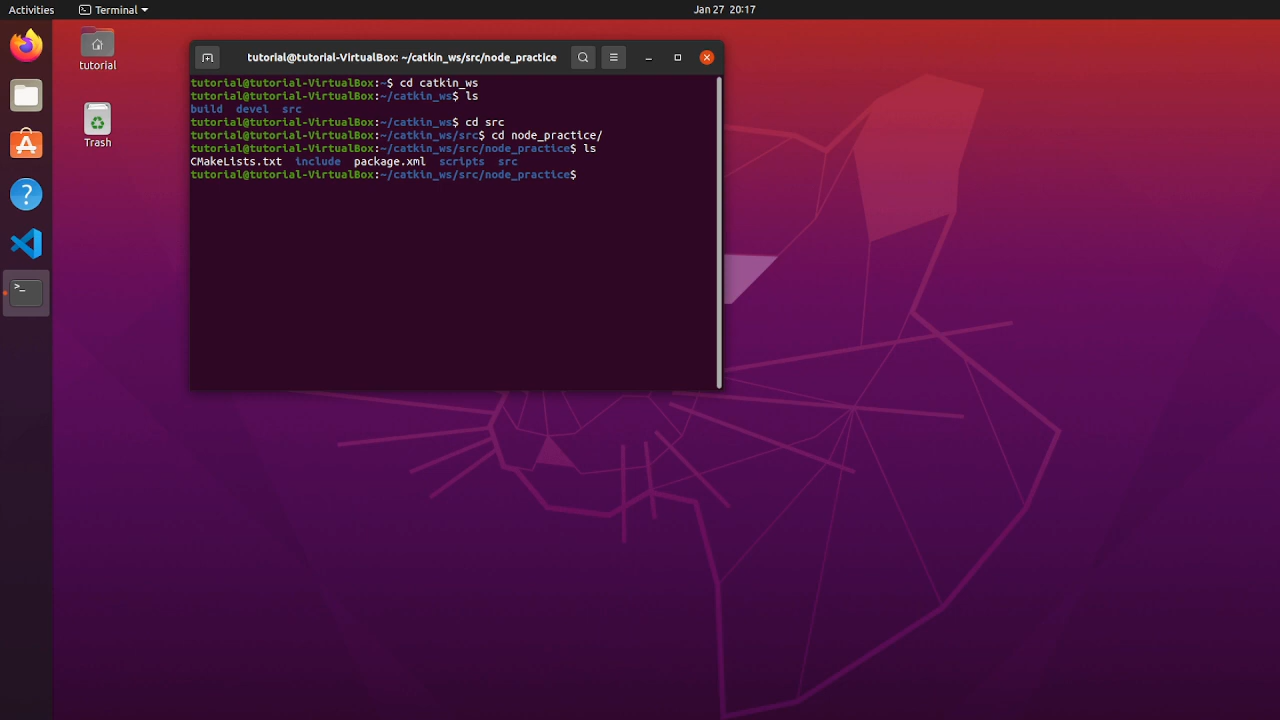 Activities Terminal Jan 27 20:17
tutorial
Trash
tutorial@tutorial-VirtualBox: ~/catkin_ws/src/node_practice
tutorial@tutorial-VirtualBox:~$ cd catkin_ws
tutorial@tutorial-VirtualBox:~/catkin_ws$ ls
build devel src
tutorial@tutorial-VirtualBox:~/catkin_ws$ cd src
tutorial@tutorial-VirtualBox:~/catkin_ws/src$ cd node_practice/
tutorial@tutorial-VirtualBox:~/catkin_ws/src/node_practice$ ls
CMakeLists.txt include package.xml scripts src
tutorial@tutorial-VirtualBox:~/catkin_ws/src/node_practice$